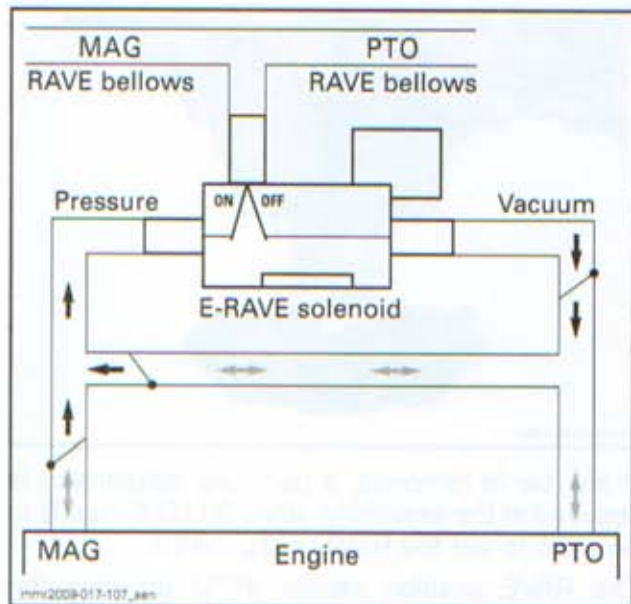 MAG PTO
RAVE bellows RAVE bellows
Pressure ON OFF Vacuum
E-RAVE solenoid
MAG Engine PTO
mmr2009-017-107_aen